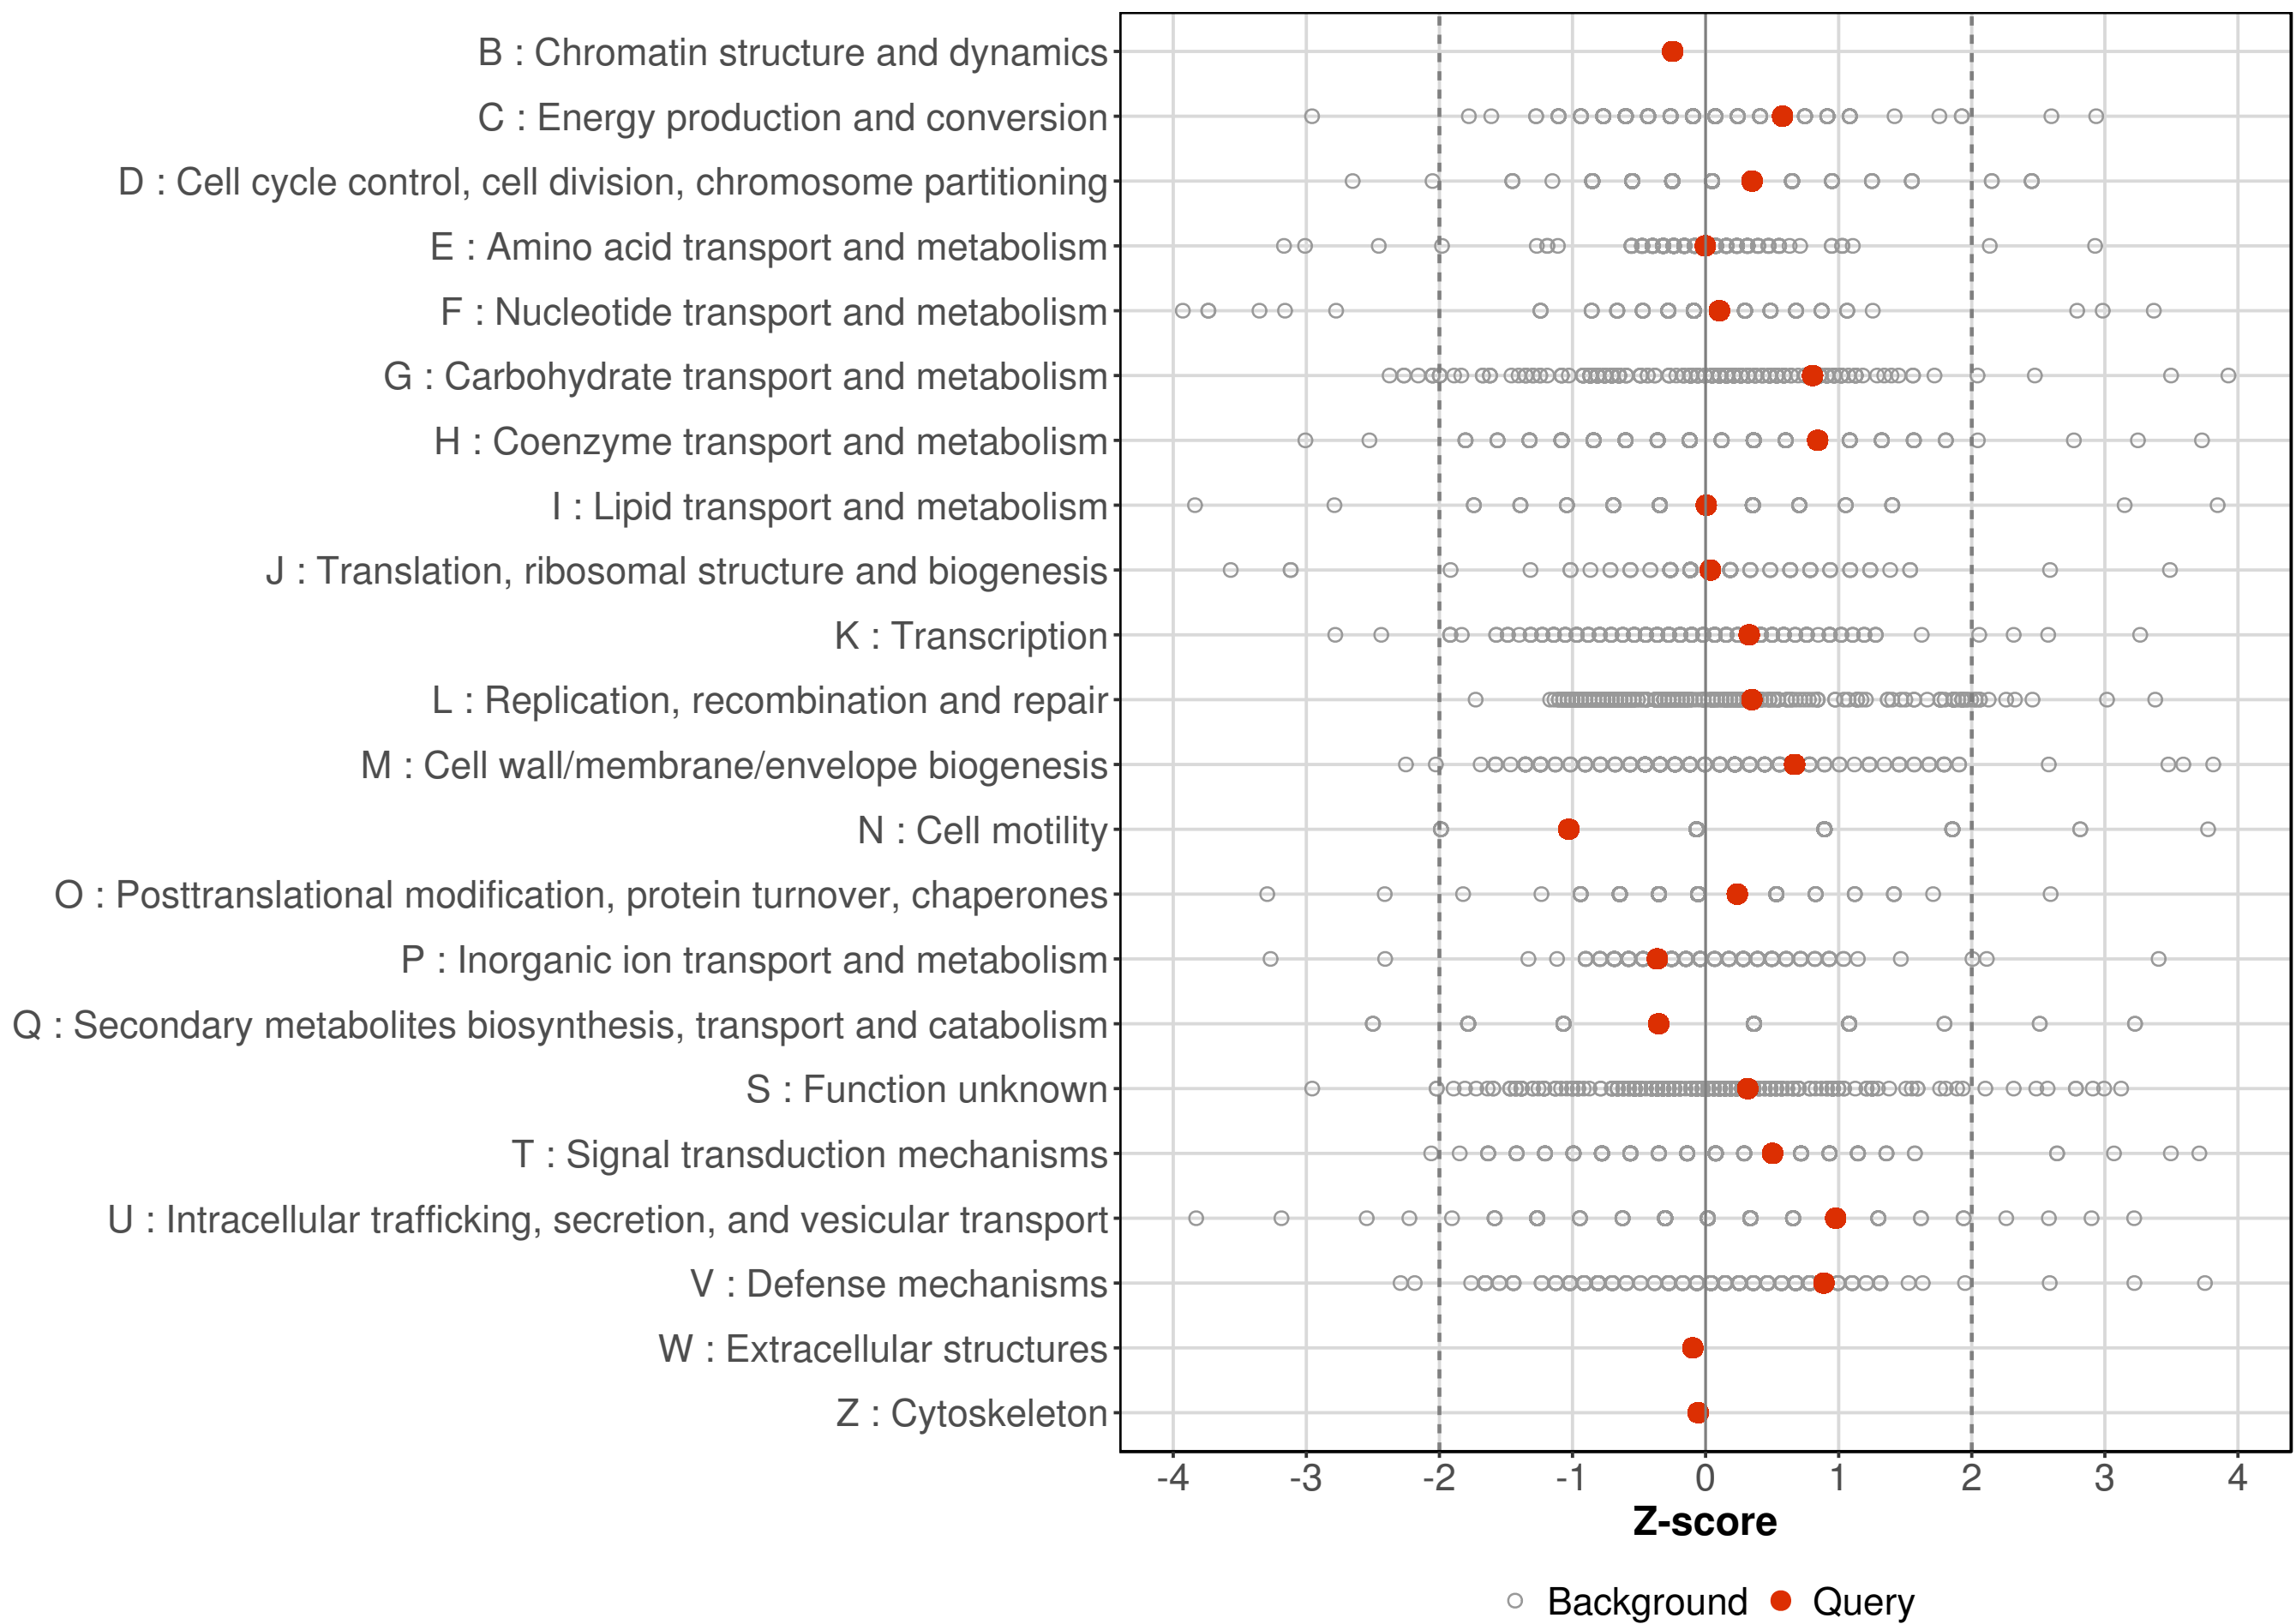 B : Chromatin structure and dynamics
C : Energy production and conversion
D : Cell cycle control, cell division, chromosome partitioning
E : Amino acid transport and metabolism
F : Nucleotide transport and metabolism
G : Carbohydrate transport and metabolism
H : Coenzyme transport and metabolism
I : Lipid transport and metabolism
J : Translation, ribosomal structure and biogenesis
K : Transcription
L : Replication, recombination and repair
M : Cell wall/membrane/envelope biogenesis
N : Cell motility
O : Posttranslational modification, protein turnover, chaperones
P : Inorganic ion transport and metabolism
Q : Secondary metabolites biosynthesis, transport and catabolism
S : Function unknown
T : Signal transduction mechanisms
U : Intracellular trafficking, secretion, and vesicular transport
V : Defense mechanisms
W : Extracellular structures
Z : Cytoskeleton
-4 -3 -2 -1 0 1 2 3 4
Z-score
Background Query